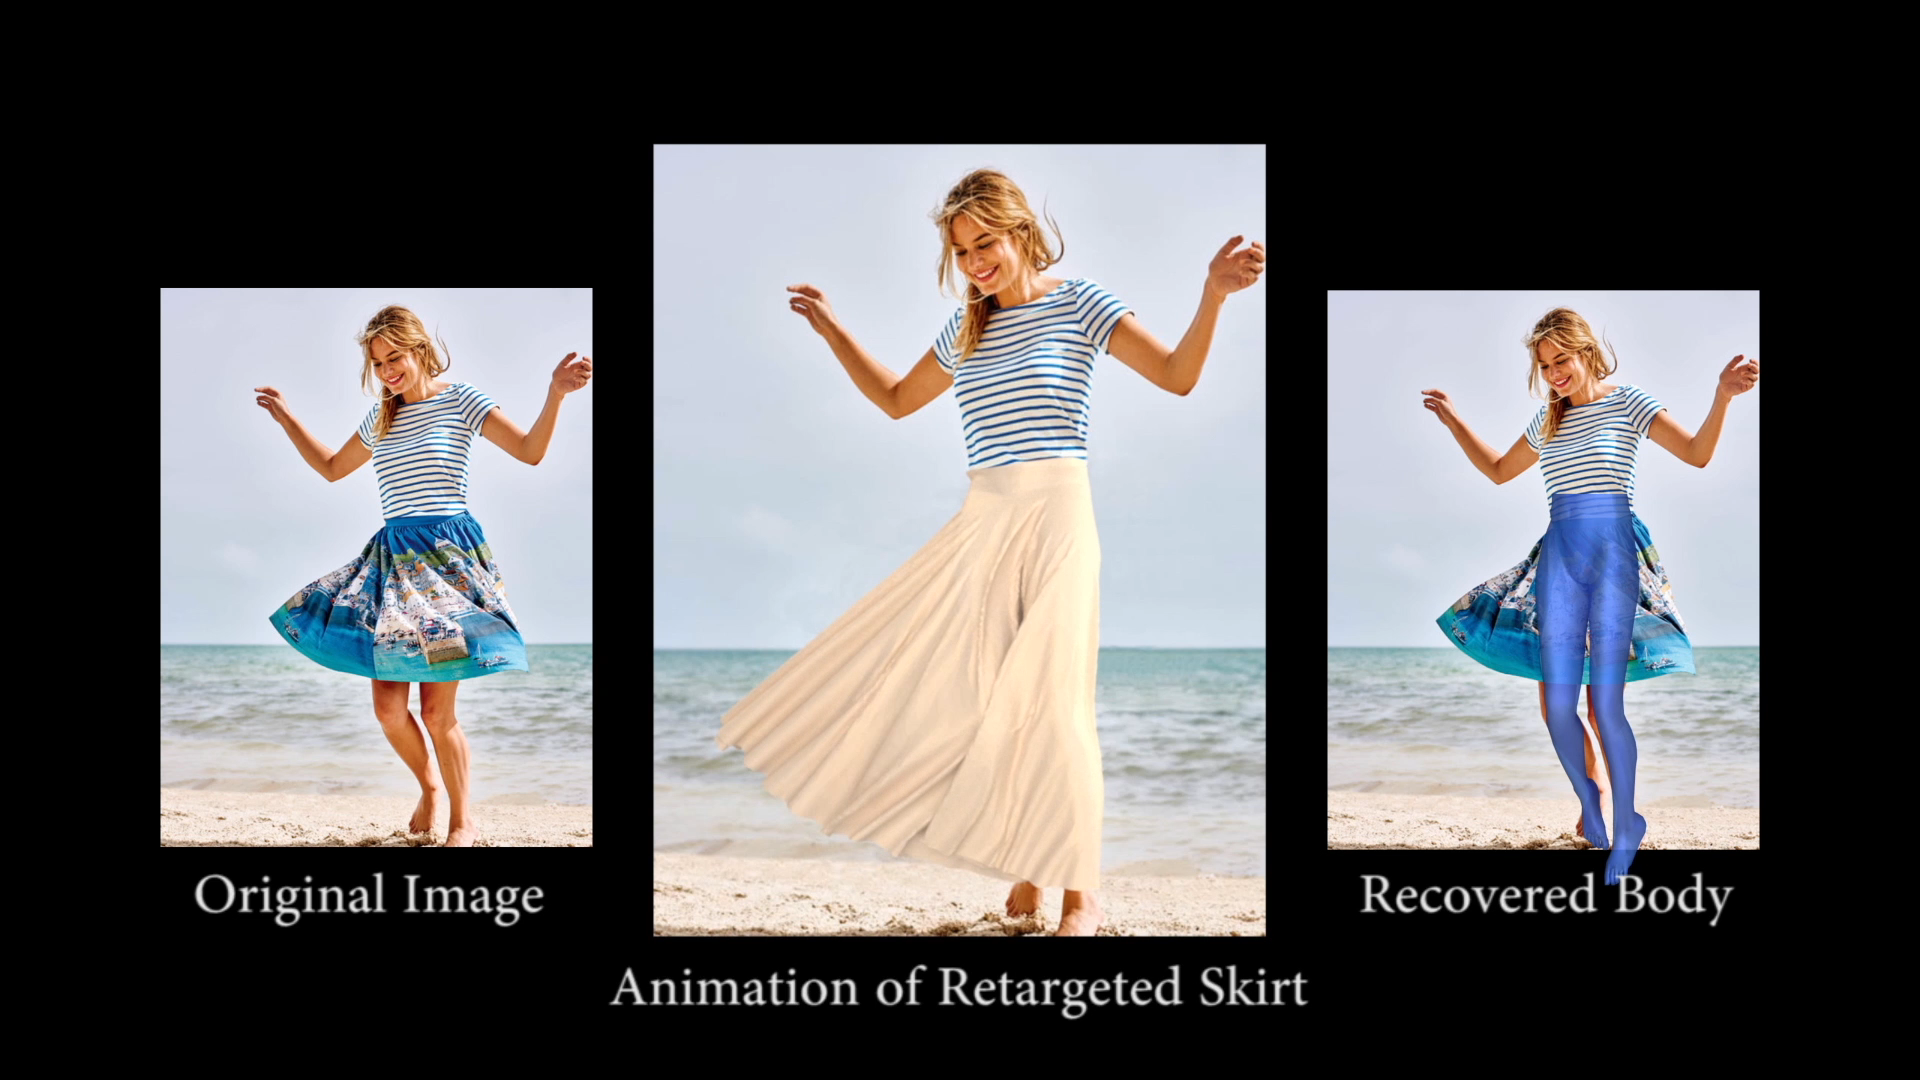 Original Image
Animation of Retargeted Skirt
Recovered Body